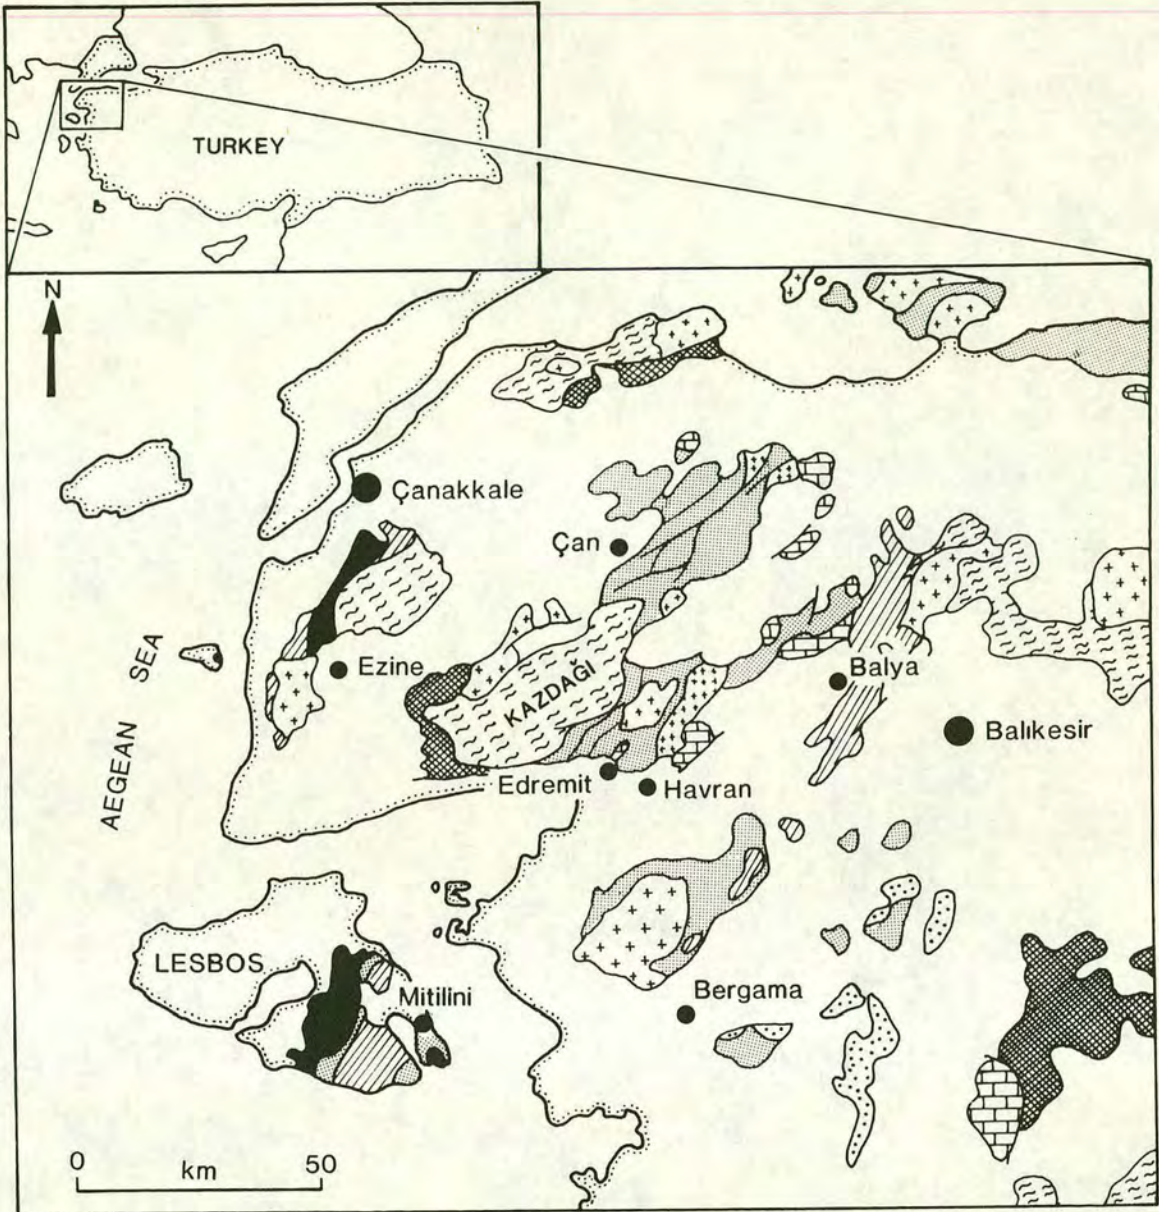 TURKEY
N
Çanakkale
Çan
AEGEAN SEA
Ezine
KAZDAĞI
Balya
Balıkesir
Edremit
Havran
LESBOS
Mitilini
Bergama
0 50
km